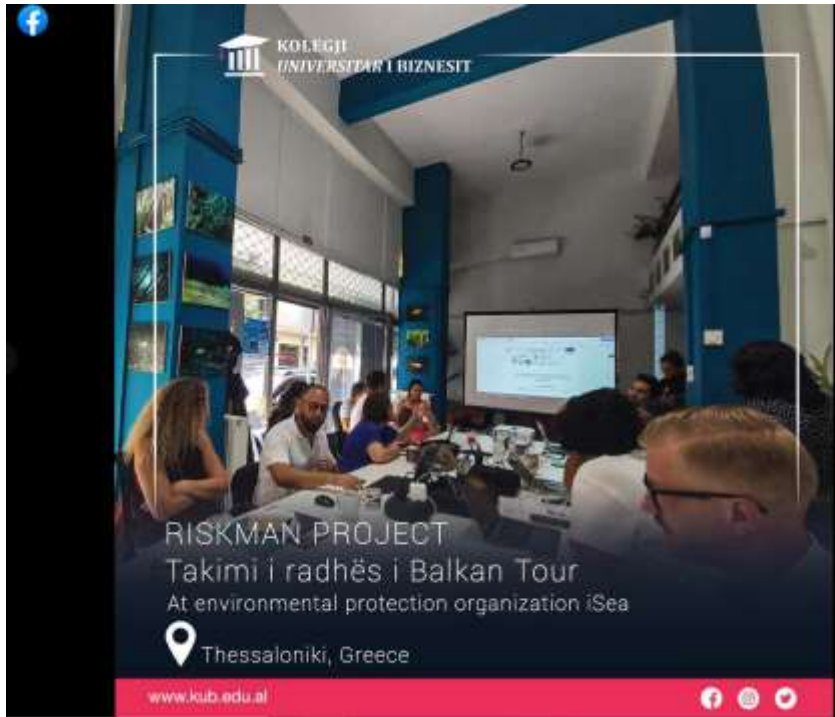 KOLEGJI
UNIVERSITAR I BIZNESIT
RISKMAN PROJECT
Takimi i radhës i Balkan Tour
At environmental protection organization iSea
Thessaloniki, Greece
www.kub.edu.al